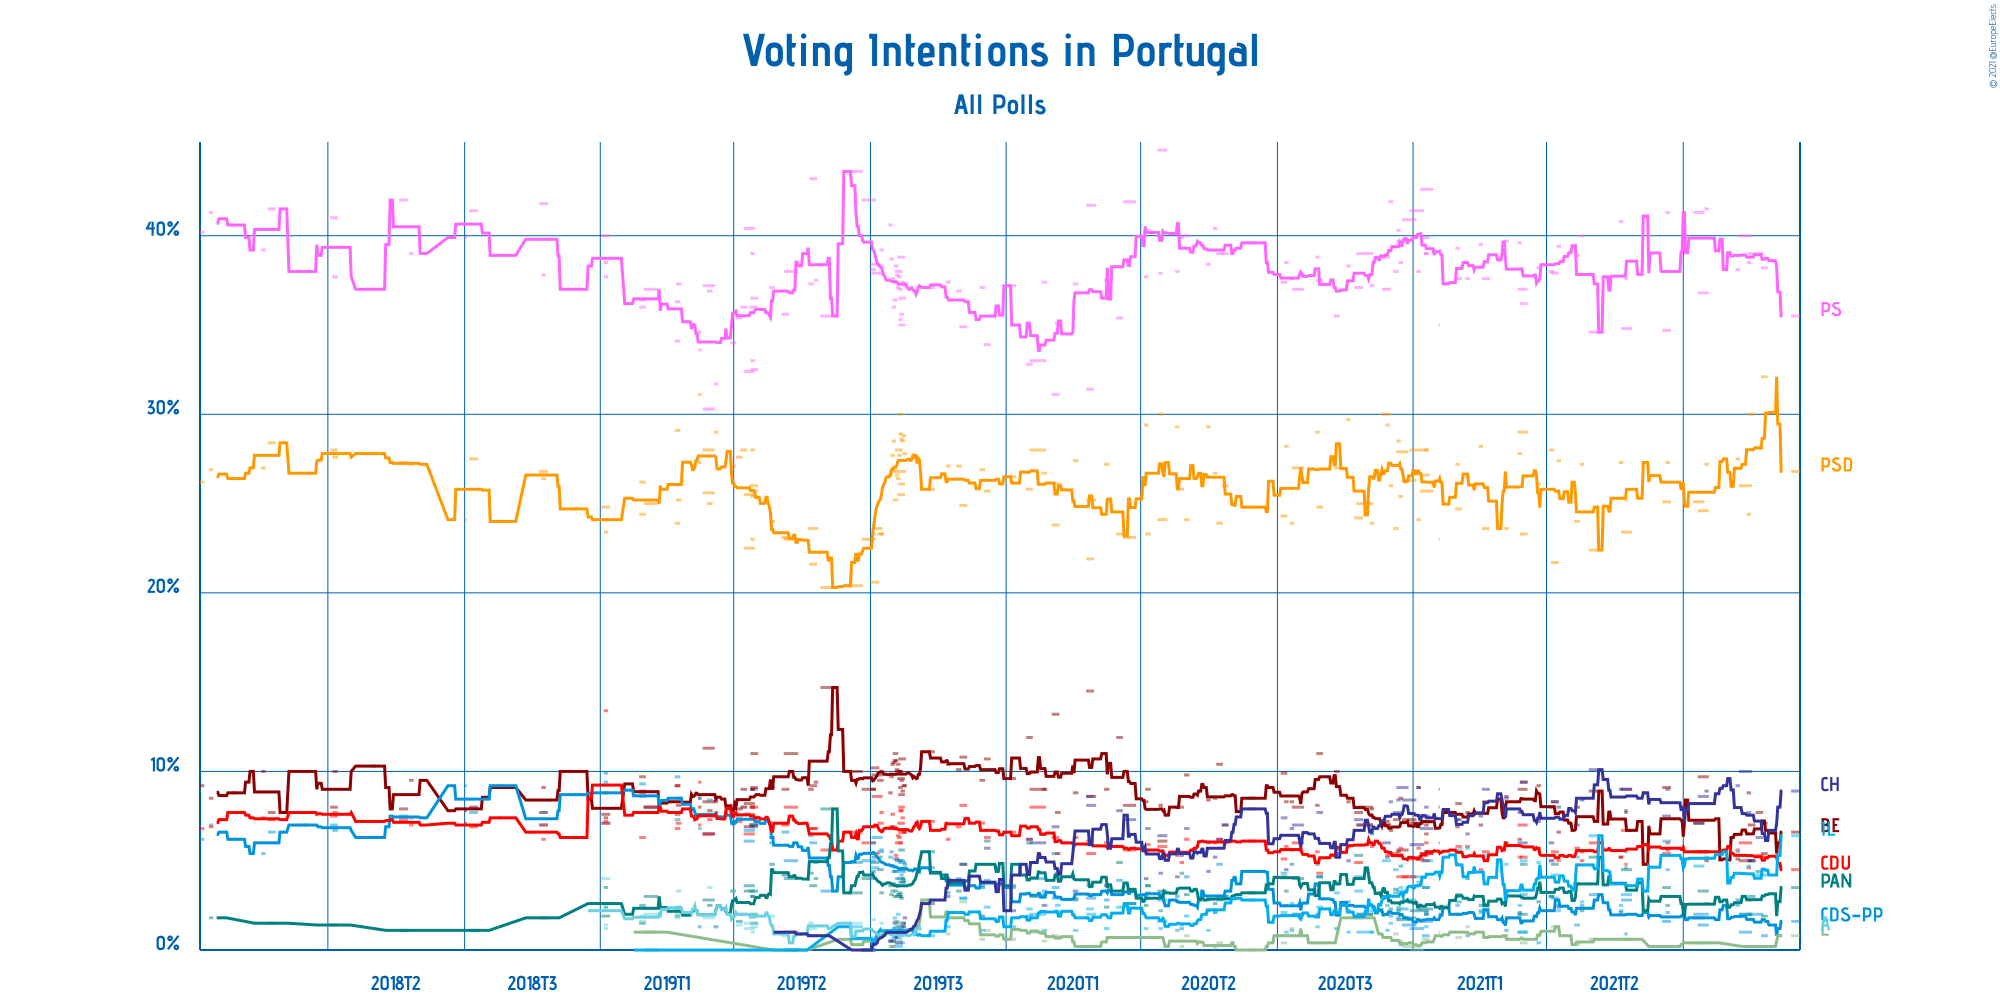 Voting Intentions in Portugal
All Polls
© 2021 @EuropeElects
40%
30%
20%
10%
0%
PS
PSD
CH
BE
CDU
PAN
CDS-PP
L
2018T2
2018T3
2019T1
2019T2
2019T3
2020T1
2020T2
2020T3
2021T1
2021T2